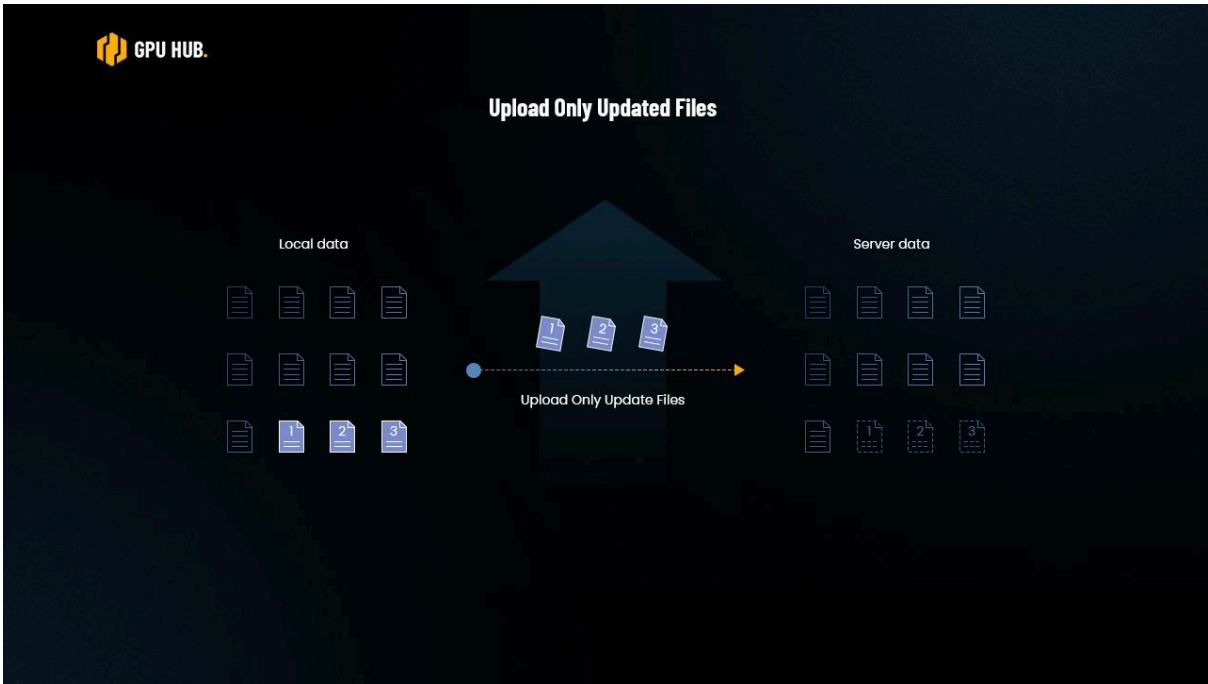 GPU HUB.
Upload Only Updated Files
Local data
Server data
1 2 3
Upload Only Update Files
1 2 3
1 2 3